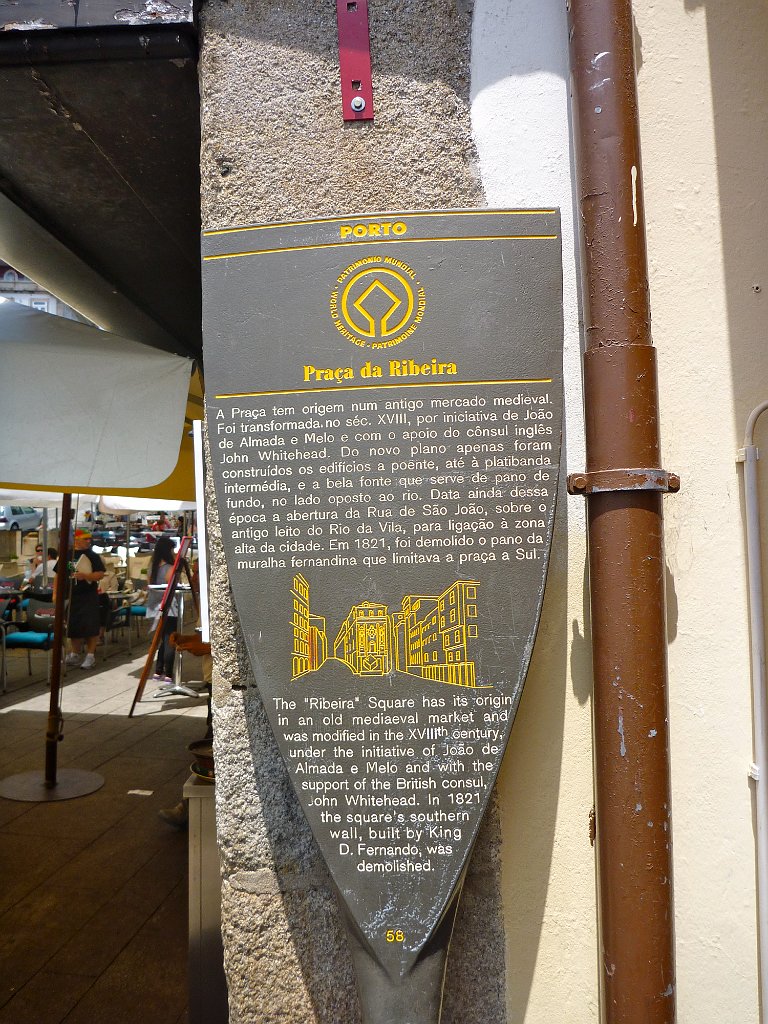 PORTO
PATRIMONIO MUNDIAL · WORLD HERITAGE · PATRIMOINE MONDIAL ·
Praça da Ribeira
A Praça tem origem num antigo mercado medieval.
Foi transformada.no séc. XVIII, por iniciativa de João
de Almada e Melo e com o apoio do cônsul inglês
John Whitehead. Do novo plano apenas foram
construídos os edifícios a poente, até à platibanda
intermédia, e a bela fonte que serve de pano de
fundo, no lado oposto ao rio. Data ainda dessa
época a abertura da Rua de São João, sobre o
antigo leito do Rio da Vila, para ligação à zona
alta da cidade. Em 1821, foi demolido o pano da
muralha fernandina que limitava a praça a Sul.
The "Ribeira" Square has its origin
in an old mediaeval market and
was modified in the XVIIIth century,
under the initiative of João de
Almada e Melo and with the
support of the British consul,
John Whitehead. In 1821
the square's southern
wall, built by King
D. Fernando, was
demolished.
58